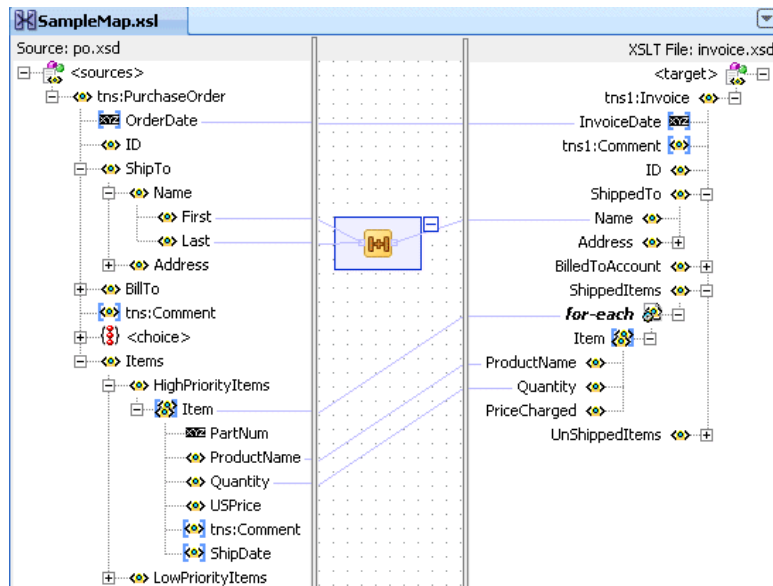 SampleMap.xsl
Source: po.xsd
<sources>
tns:PurchaseOrder
OrderDate
ID
ShipTo
Name
First
Last
Address
BillTo
tns:Comment
<choice>
Items
HighPriorityItems
Item
PartNum
ProductName
Quantity
USPrice
tns:Comment
ShipDate
LowPriorityItems
XSLT File: invoice.xsd
<target>
tns1:Invoice
InvoiceDate
tns1:Comment
ID
ShippedTo
Name
Address
BilledToAccount
ShippedItems
for-each
Item
ProductName
Quantity
PriceCharged
UnShippedItems